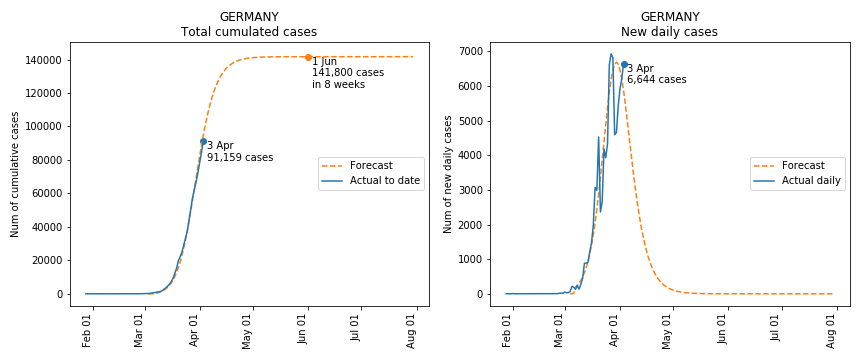 GERMANY
Total cumulated cases
Num of cumulative cases
140000
120000
100000
80000
60000
40000
20000
0
1 Jun
141,800 cases
in 8 weeks
3 Apr
91,159 cases
Forecast
Actual to date
Feb 01
Mar 01
Apr 01
May 01
Jun 01
Jul 01
Aug 01
GERMANY
New daily cases
Num of new daily cases
7000
6000
5000
4000
3000
2000
1000
0
3 Apr
6,644 cases
Forecast
Actual daily
Feb 01
Mar 01
Apr 01
May 01
Jun 01
Jul 01
Aug 01